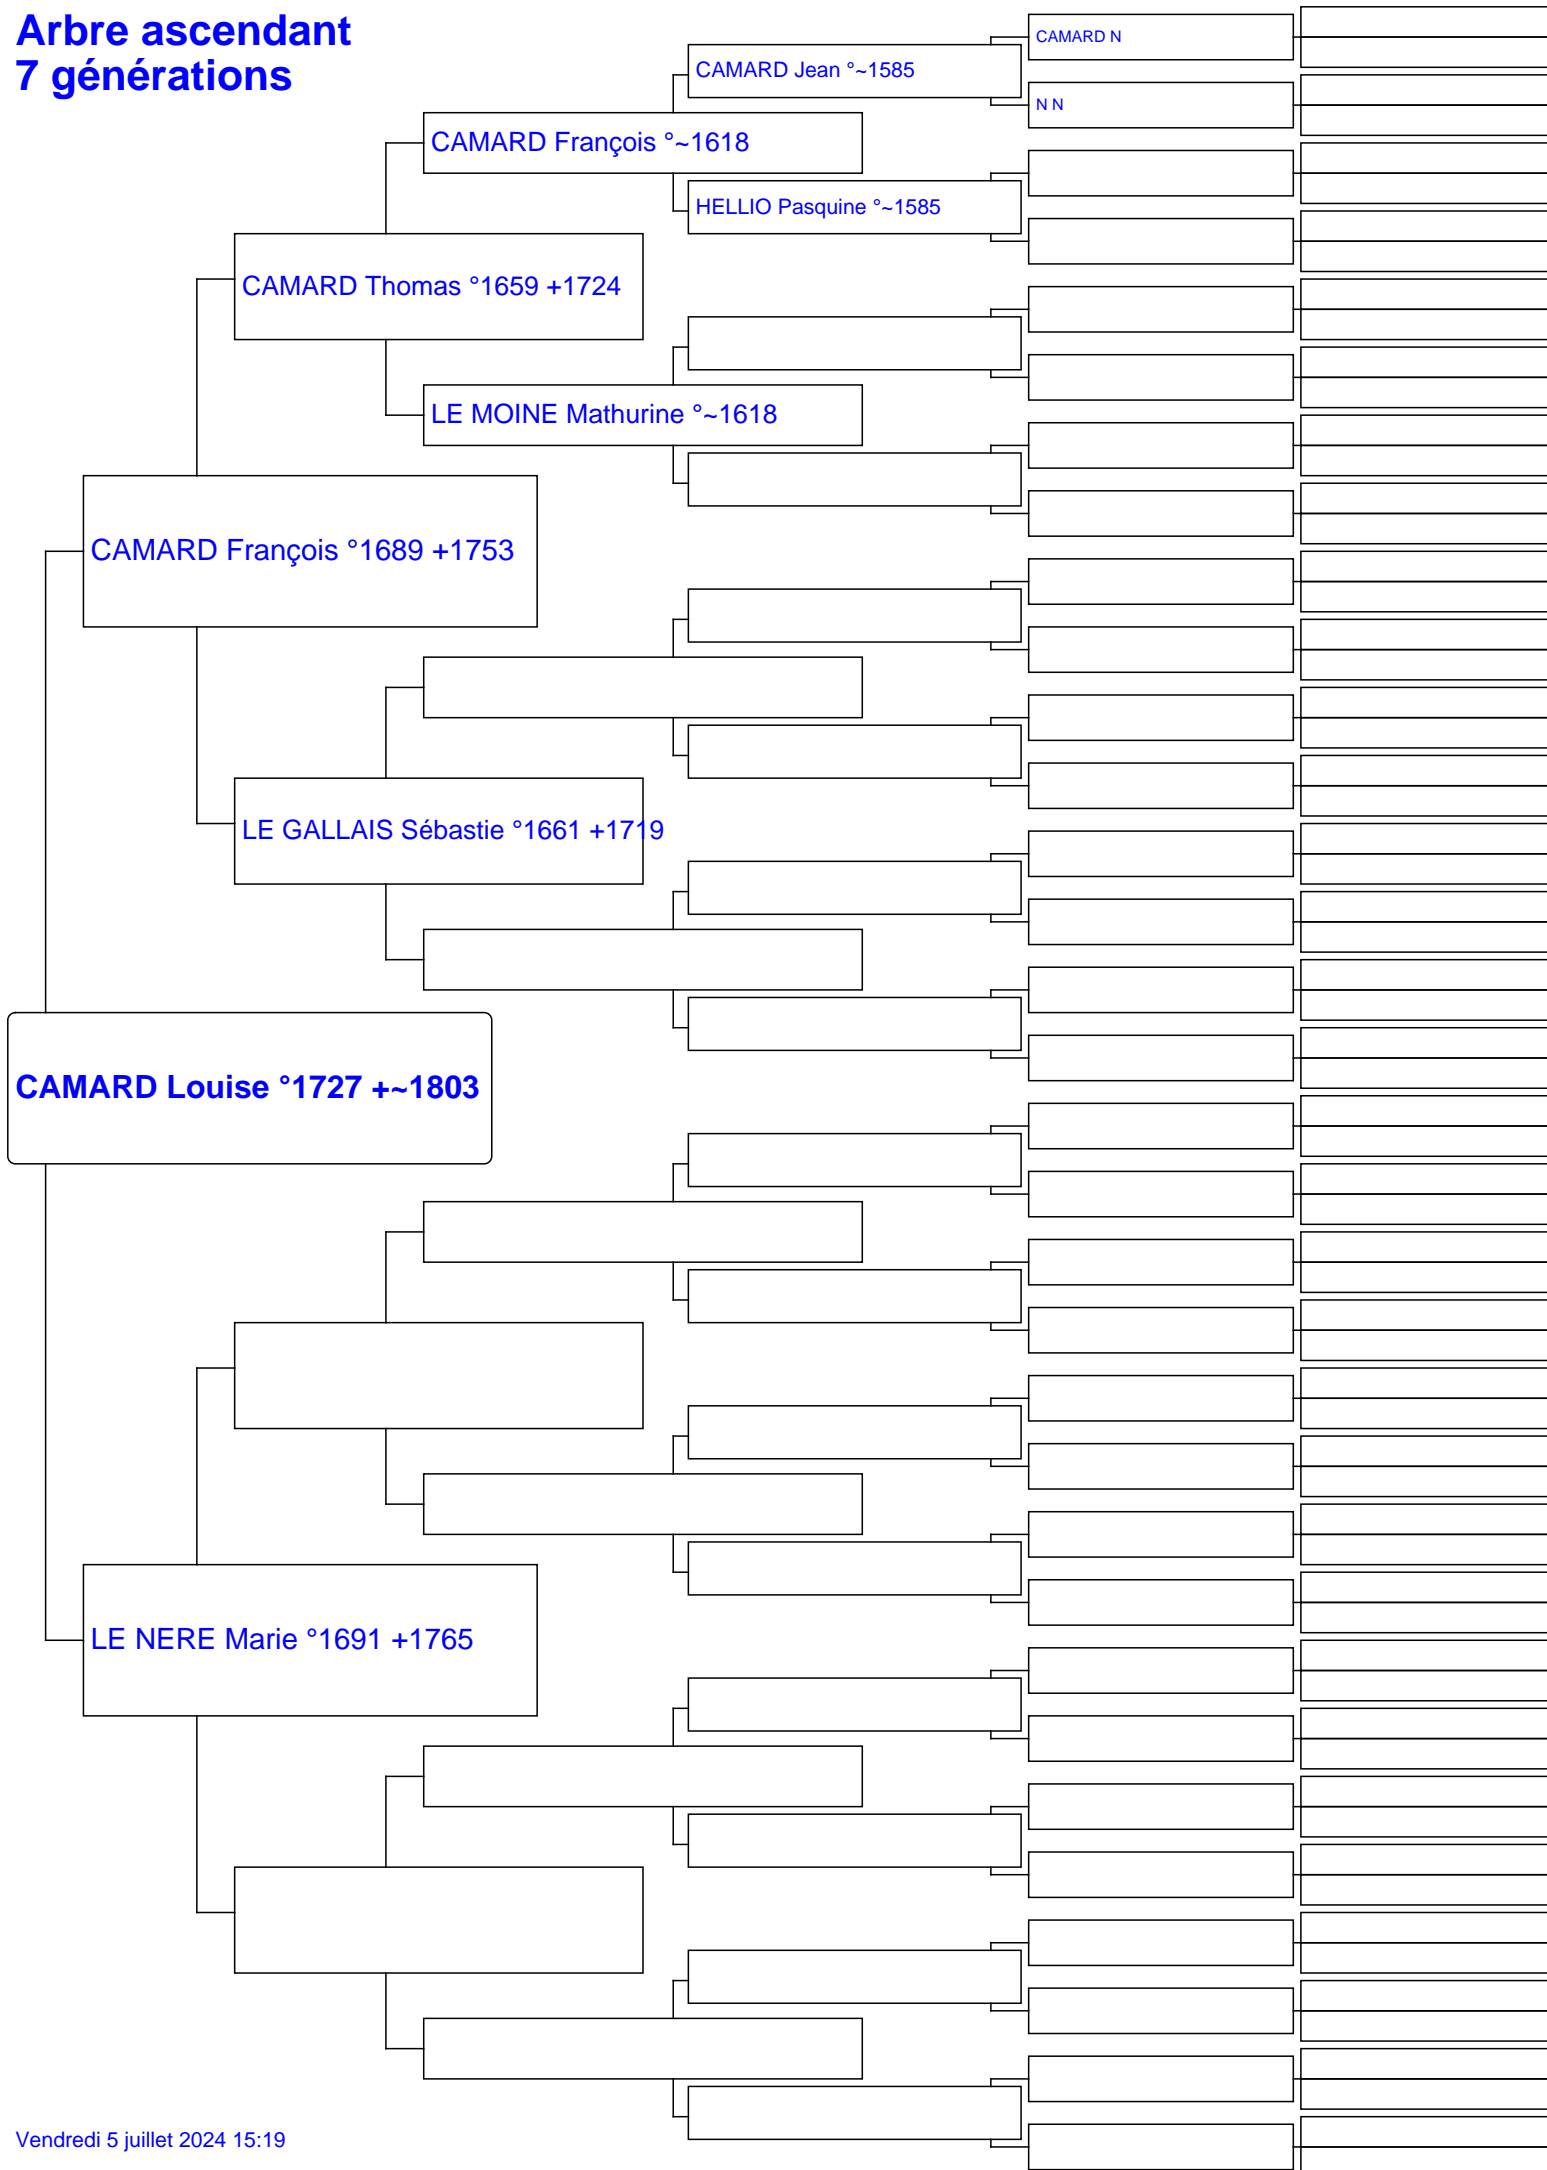 Arbre ascendant
7 générations
CAMARD N
CAMARD Jean °~1585
N N
CAMARD François °~1618
HELLIO Pasquine °~1585
CAMARD Thomas °1659 +1724
LE MOINE Mathurine °~1618
CAMARD François °1689 +1753
LE GALLAIS Sébastie °1661 +1719
CAMARD Louise °1727 +~1803
LE NERE Marie °1691 +1765
Vendredi 5 juillet 2024 15:19